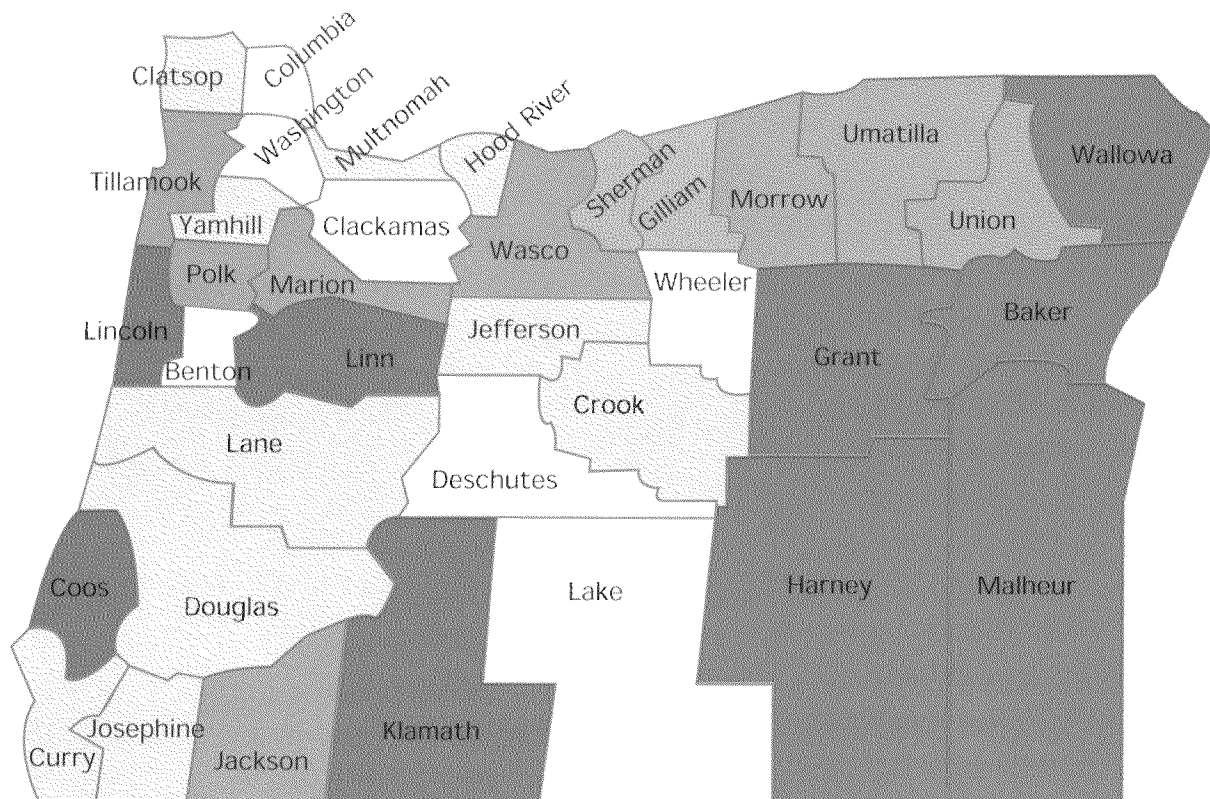 Columbia
Clatsop
Washington
Multnomah
Hood River
Umatilla
Wallowa
Tillamook
Sherman
Gilliam
Morrow
Union
Yamhill
Clackamas
Wasco
Polk
Marion
Wheeler
Lincoln
Jefferson
Baker
Benton
Linn
Grant
Crook
Lane
Deschutes
Coos
Douglas
Lake
Harney
Malheur
Josephine
Klamath
Curry
Jackson